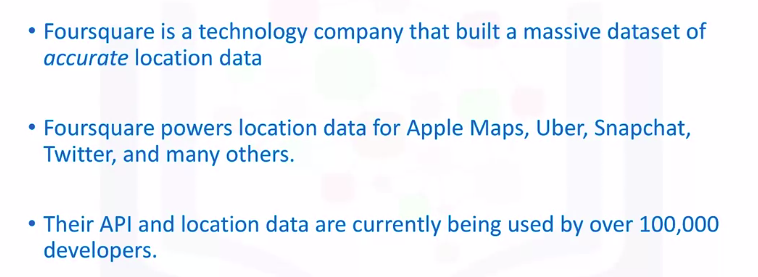 • Foursquare is a technology company that built a massive dataset of
accurate location data
• Foursquare powers location data for Apple Maps, Uber, Snapchat,
Twitter, and many others.
• Their API and location data are currently being used by over 100,000
developers.